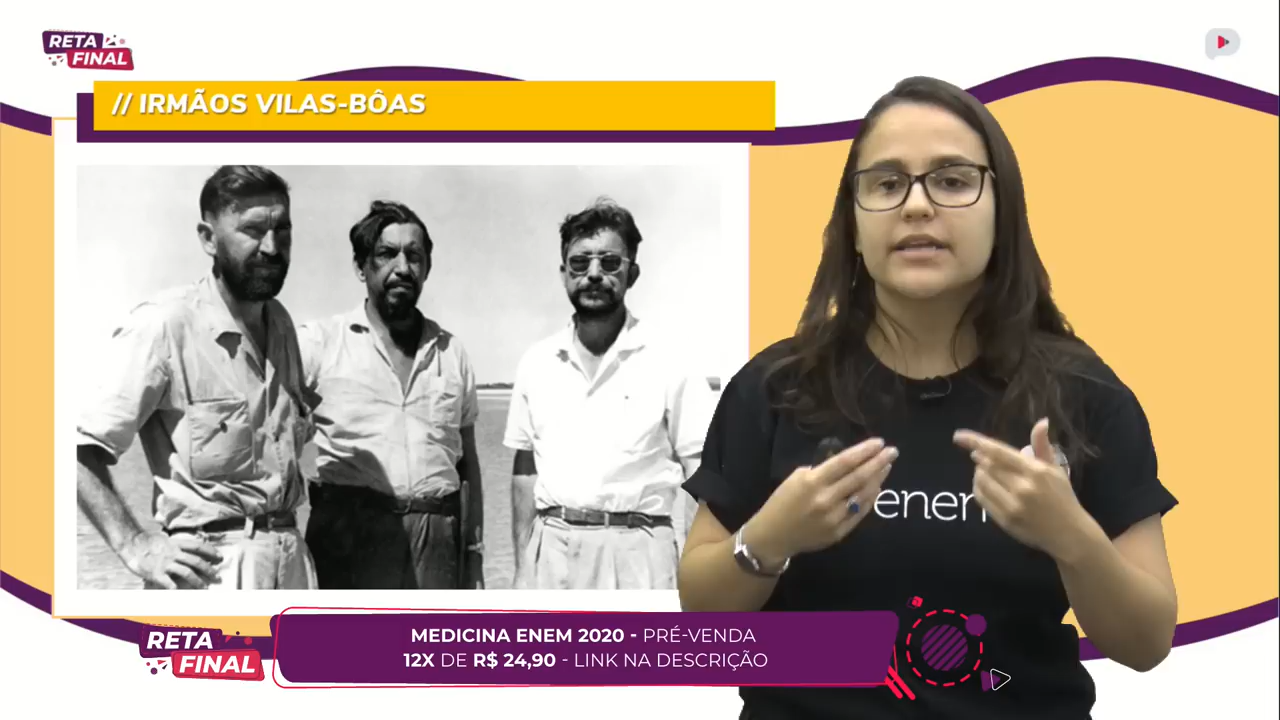 RETA
FINAL
// IRMÃOS VILAS-BÔAS
enem
RETA
FINAL
MEDICINA ENEM 2020 - PRÉ-VENDA
12X DE R$ 24,90 - LINK NA DESCRIÇÃO